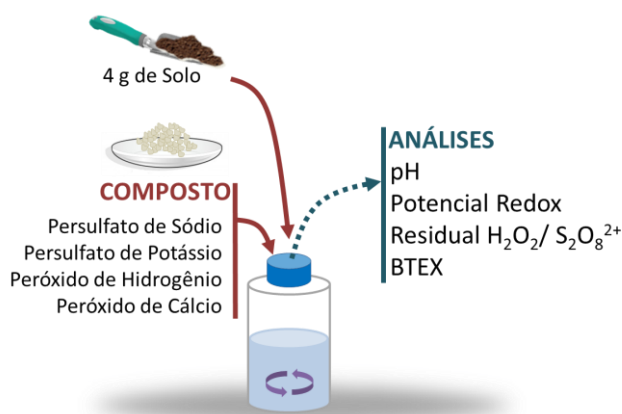 4 g de Solo
COMPOSTO
Persulfato de Sódio
Persulfato de Potássio
Peróxido de Hidrogênio
Peróxido de Cálcio
ANÁLISES
pH
Potencial Redox
Residual H₂O₂/ S₂O₈²⁺
BTEX